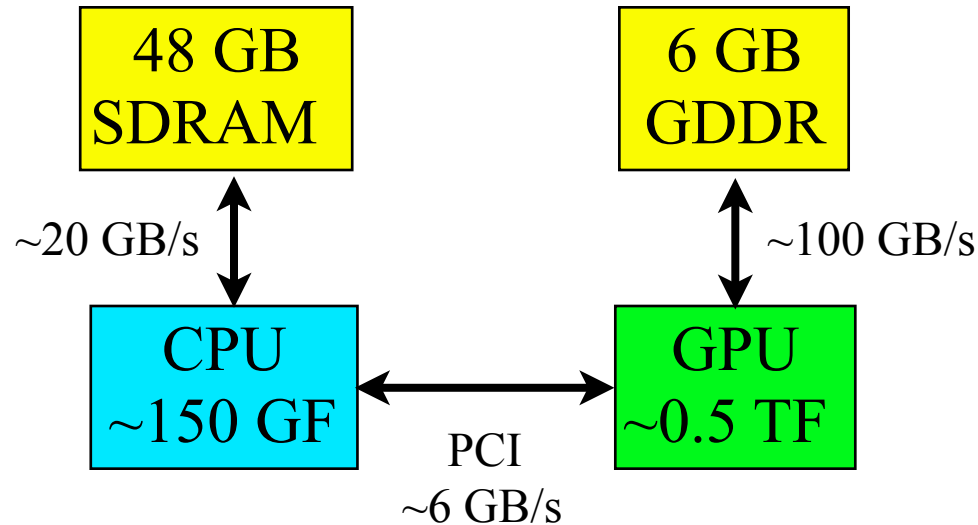 48 GB
SDRAM
6 GB
GDDR
~20 GB/s
~100 GB/s
CPU
~150 GF
GPU
~0.5 TF
PCI
~6 GB/s